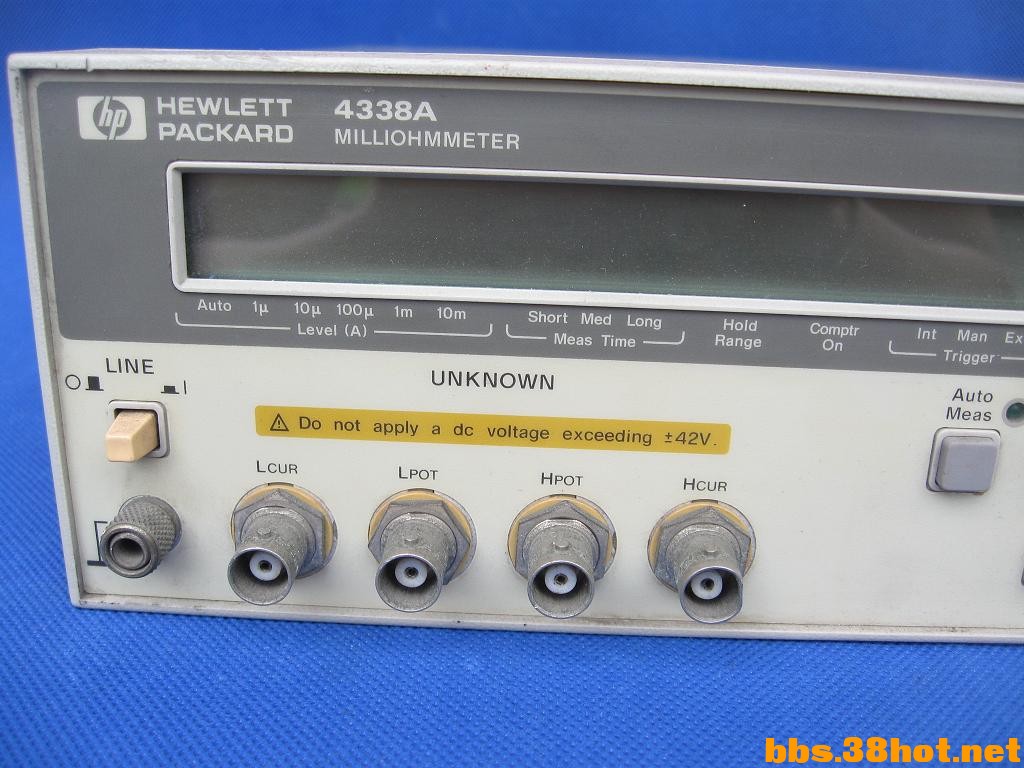 hp HEWLETT PACKARD
4338A
MILLIOHMMETER
Auto 1µ 10µ 100µ 1m 10m
Level (A)
Short Med Long
Meas Time
Hold
Range
Comptr
On
Int Man Ex
Trigger
LINE
UNKNOWN
Auto
Meas
Do not apply a dc voltage exceeding ±42V.
LCUR
LPOT
HPOT
HCUR
bbs.38hot.net